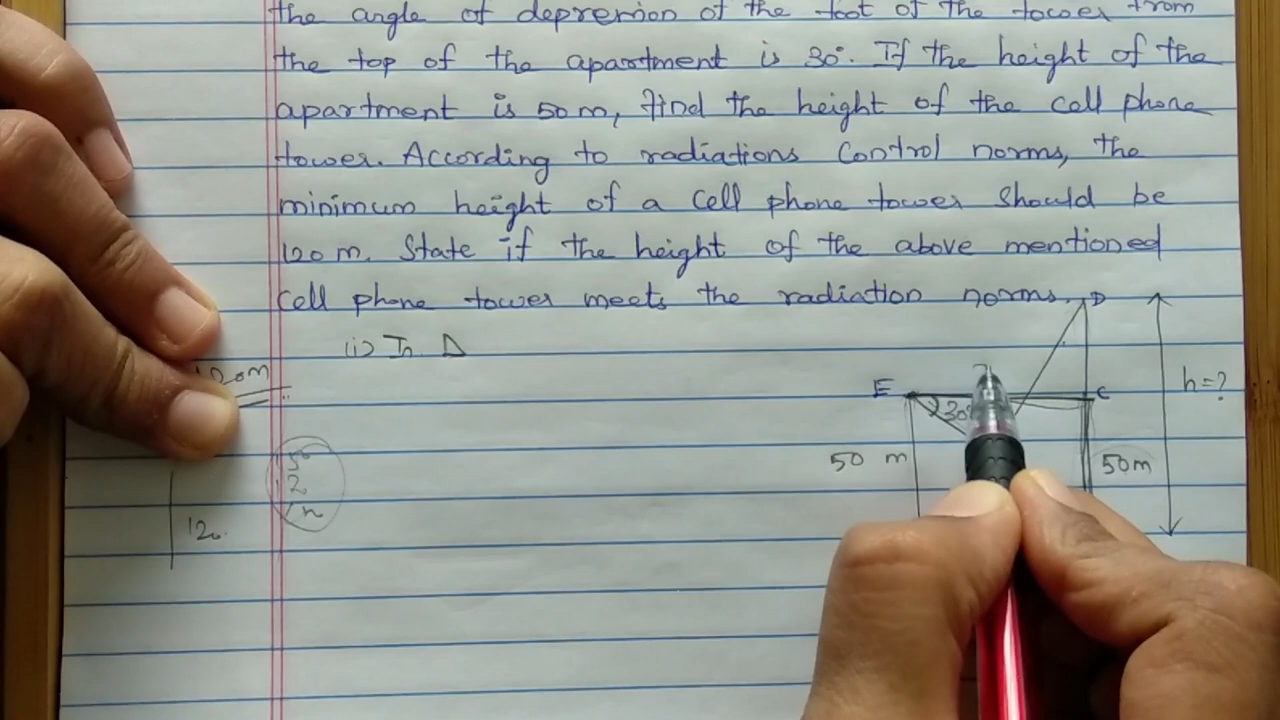 the angle of depression of the foot of the tower from
the top of the apartment is 30°. If the height of the
apartment is 50 m, find the height of the cell phone
tower. According to radiations Control norms, the
minimum height of a Cell phone tower should be
120 m. State if the height of the above mentioned
Cell phone tower meets the radiation norms.
D
(i) In Δ
120m
E
C
h=?
30°
50 m
50m
120